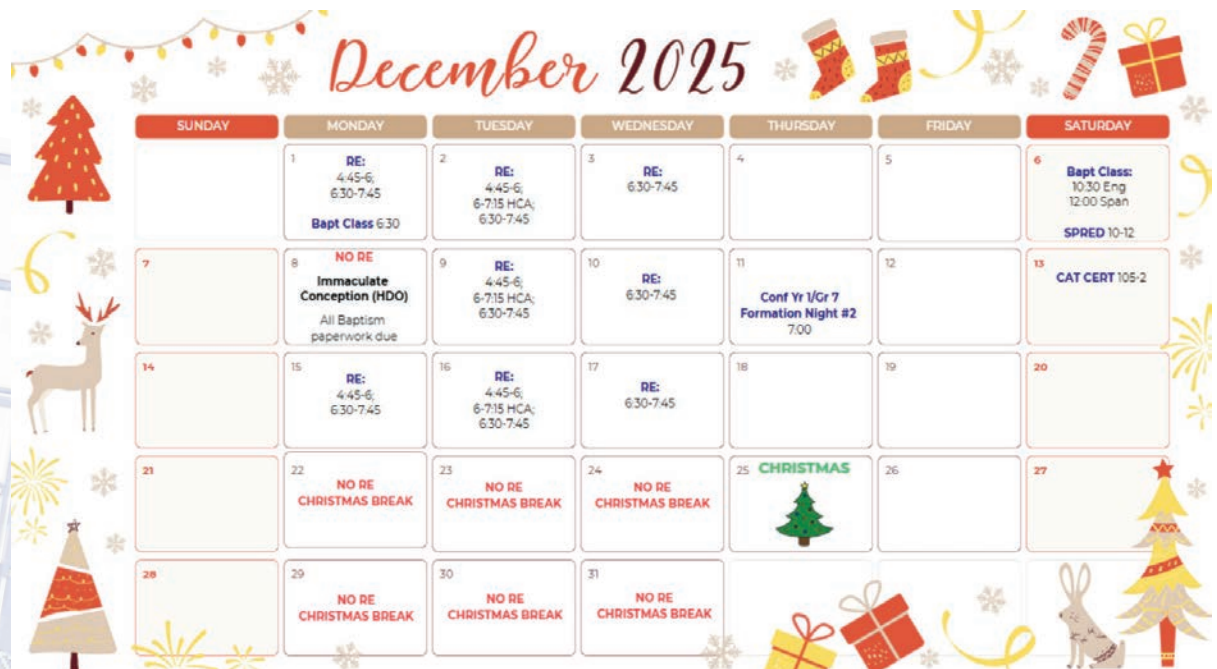 December 2025
SUNDAY MONDAY TUESDAY WEDNESDAY THURSDAY FRIDAY SATURDAY
1
RE:
4:45-6;
6:30-7:45
Bapt Class 6:30
2
RE:
4:45-6;
6-7:15 HCA;
6:30-7:45
3
RE:
6:30-7:45
4
5
6
Bapt Class:
10:30 Eng
12:00 Span
SPRED 10-12
7
8
NO RE
Immaculate
Conception (HDO)
All Baptism
paperwork due
9
RE:
4:45-6;
6-7:15 HCA;
6:30-7:45
10
RE:
6:30-7:45
11
Conf Yr 1/Gr 7
Formation Night #2
7:00
12
13
CAT CERT 105-2
14
15
RE:
4:45-6;
6:30-7:45
16
RE:
4:45-6;
6-7:15 HCA;
6:30-7:45
17
RE:
6:30-7:45
18
19
20
21
22
NO RE
CHRISTMAS BREAK
23
NO RE
CHRISTMAS BREAK
24
NO RE
CHRISTMAS BREAK
25 CHRISTMAS
26
27
28
29
NO RE
CHRISTMAS BREAK
30
NO RE
CHRISTMAS BREAK
31
NO RE
CHRISTMAS BREAK